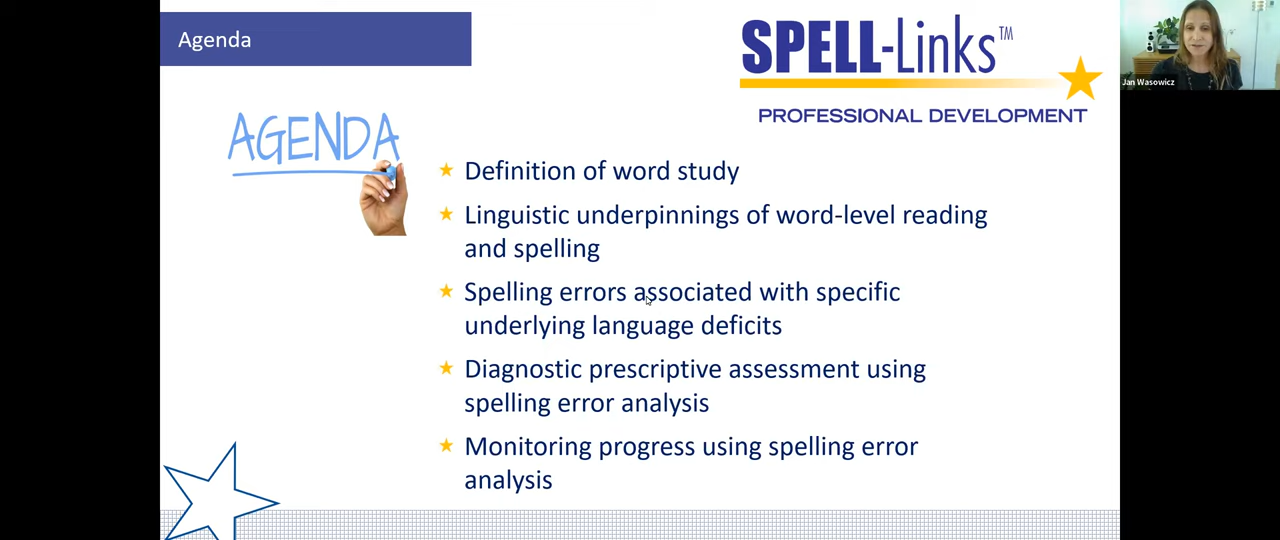 Agenda
SPELL-Links™
Jan Wasowicz
PROFESSIONAL DEVELOPMENT
AGENDA
Definition of word study
Linguistic underpinnings of word-level reading
and spelling
Spelling errors associated with specific
underlying language deficits
Diagnostic prescriptive assessment using
spelling error analysis
Monitoring progress using spelling error
analysis